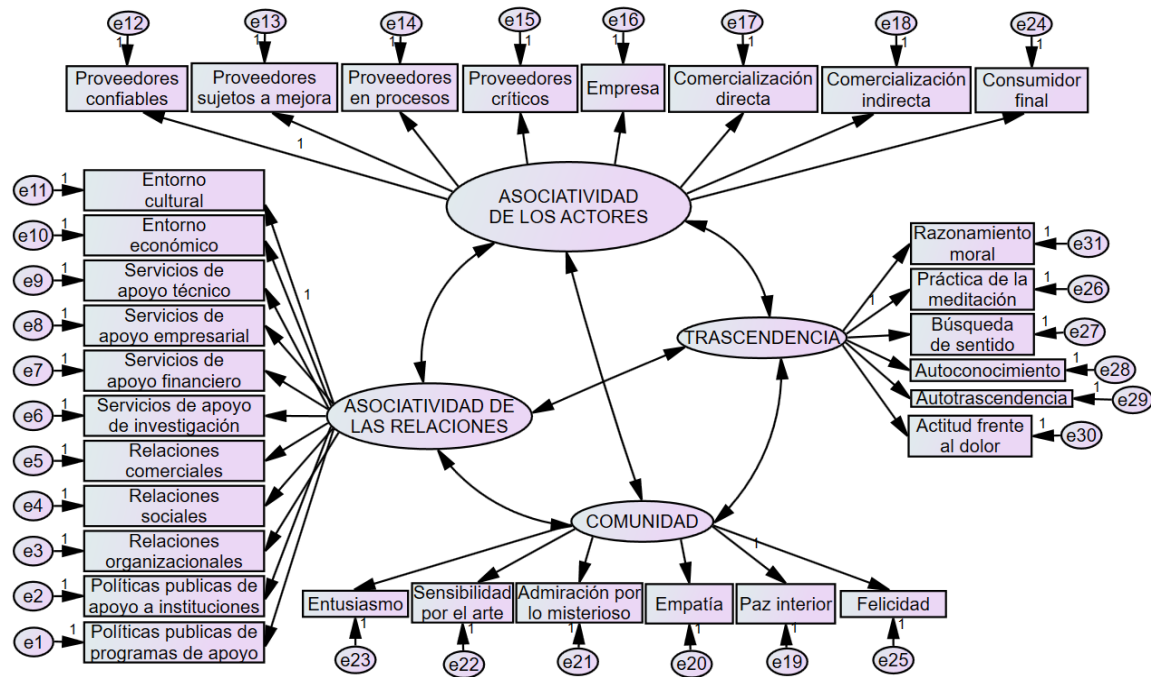 e12
e13
e14
e15
e16
e17
e18
e24
1
1
1
1
1
1
1
1
Proveedores
confiables
Proveedores
sujetos a mejora
Proveedores
en procesos
Proveedores
críticos
Empresa
Comercialización
directa
Comercialización
indirecta
Consumidor
final
1
ASOCIATIVIDAD
DE LOS ACTORES
e11
1
Entorno
cultural
e10
1
Entorno
económico
e9
1
Servicios de
apoyo técnico
e8
1
Servicios de
apoyo empresarial
e7
1
Servicios de
apoyo financiero
e6
1
Servicios de apoyo
de investigación
e5
1
Relaciones
comerciales
e4
1
Relaciones
sociales
e3
1
Relaciones
organizacionales
e2
1
Políticas publicas de
apoyo a instituciones
e1
1
Políticas publicas de
programas de apoyo
1
ASOCIATIVIDAD DE
LAS RELACIONES
TRASCENDENCIA
1
Razonamiento
moral
1
e31
Práctica de la
meditación
1
e26
Búsqueda
de sentido
1
e27
Autoconocimiento
1
e28
Autotrascendencia
1
e29
Actitud frente
al dolor
1
e30
COMUNIDAD
1
Entusiasmo
Sensibilidad
por el arte
Admiración por
lo misterioso
Empatía
Paz interior
Felicidad
1
1
1
1
1
1
e23
e22
e21
e20
e19
e25